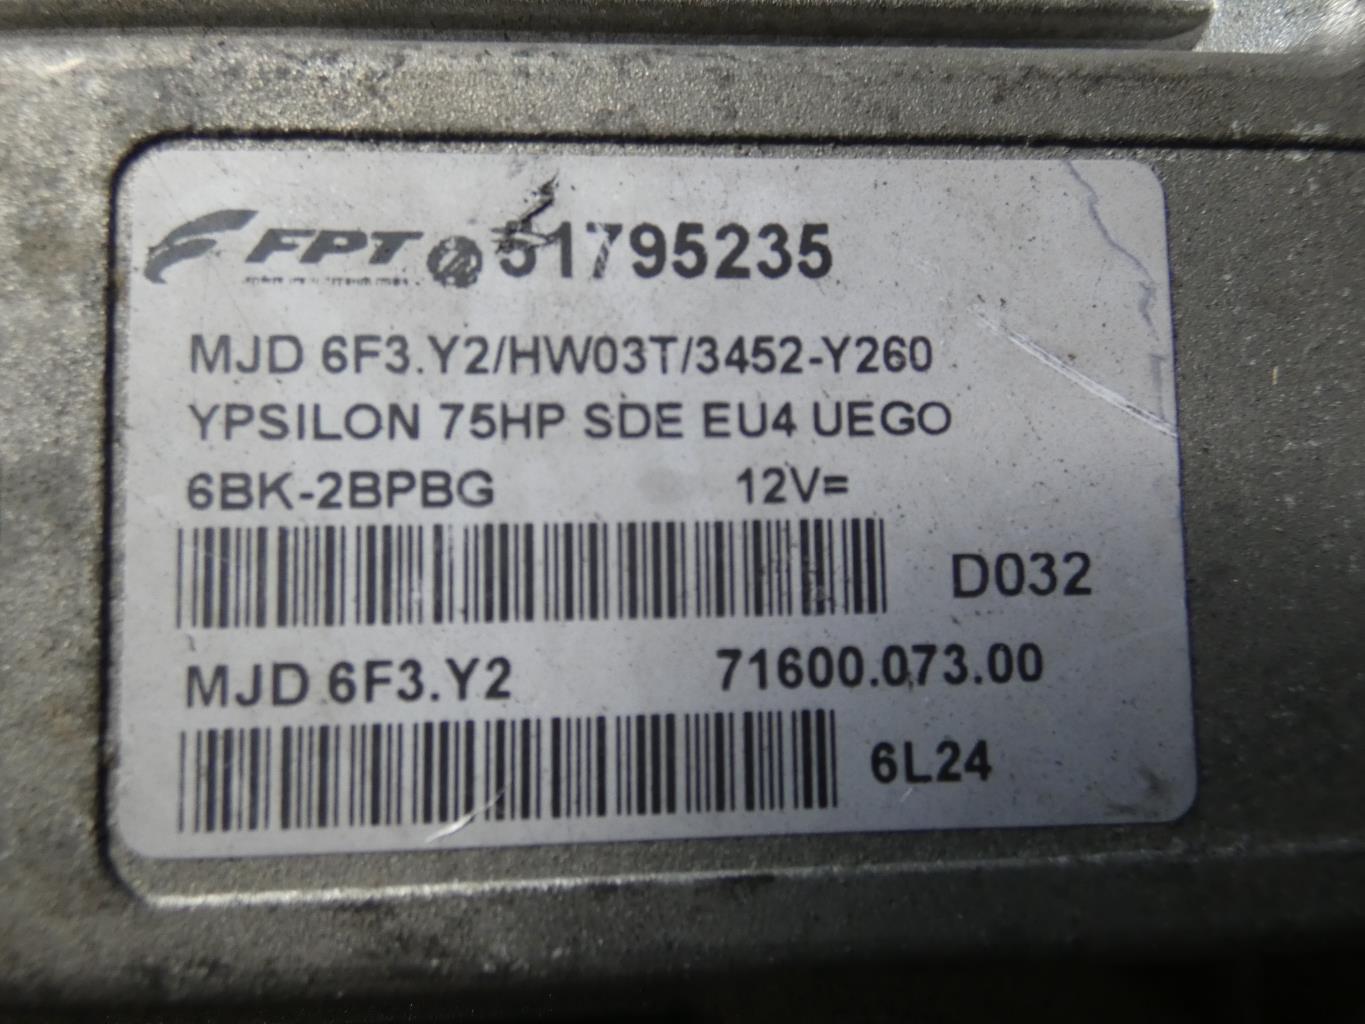 FPT 51795235
MJD 6F3.Y2/HW03T/3452-Y260
YPSILON 75HP SDE EU4 UEGO
6BK-2BPBG 12V=
D032
MJD 6F3.Y2 71600.073.00
6L24